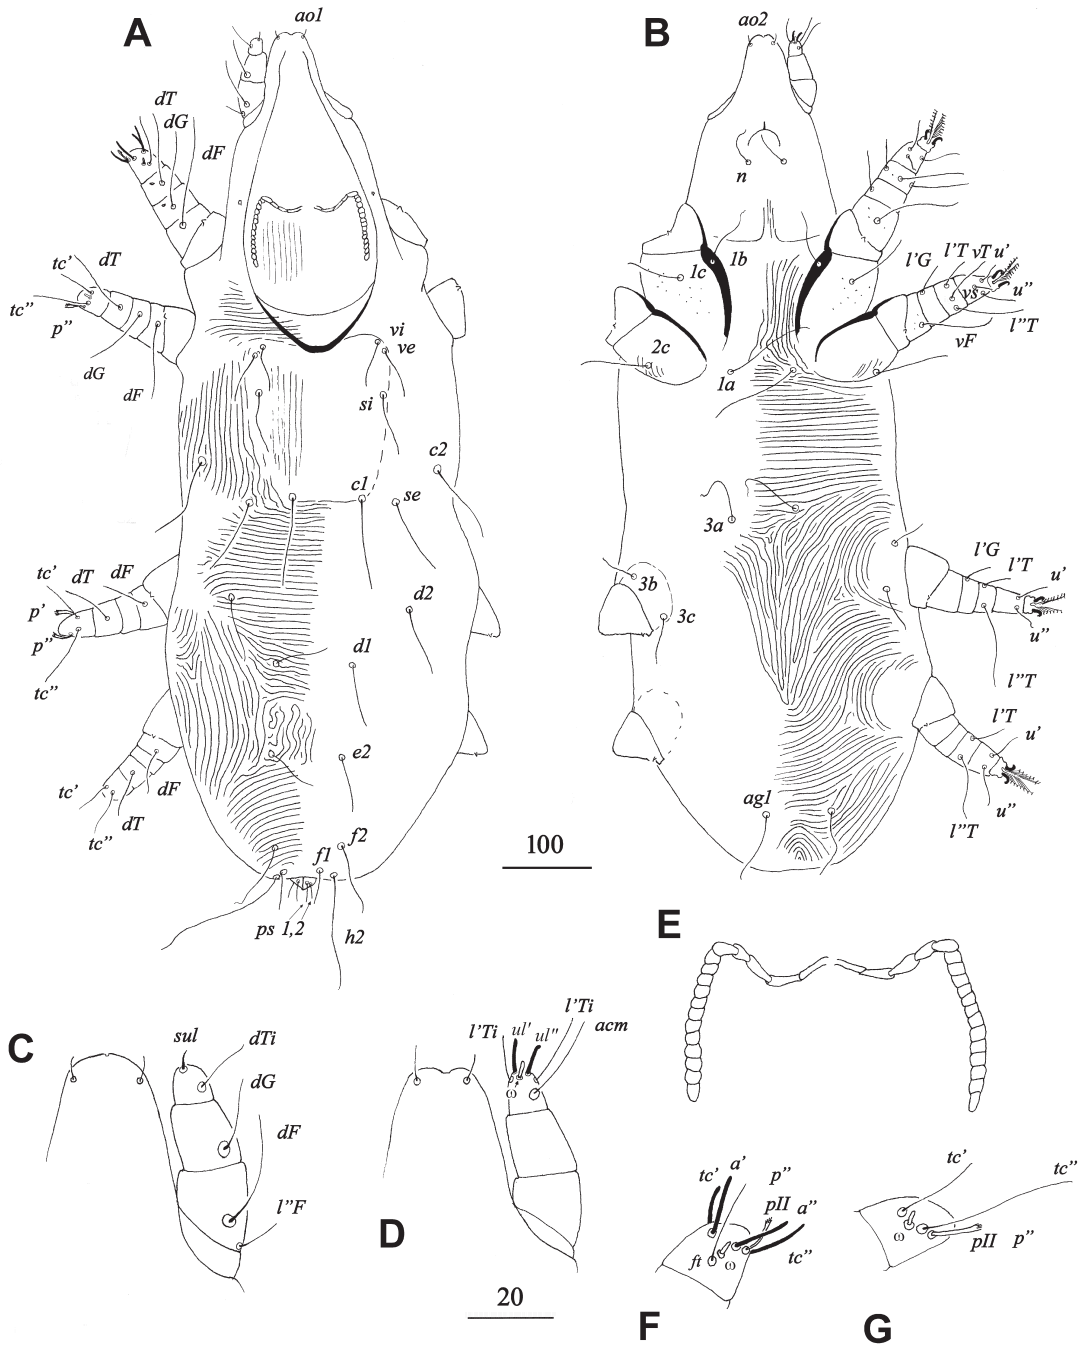 A
ao1
dT
dG
dF
tc'
dT
tc"
p"
dG
dF
vi
ve
si
c2
c1
se
tc'
dT
dF
p'
p"
tc"
d2
d1
e2
tc'
dF
dT
tc"
f2
f1
ps 1,2
h2
B
ao2
n
1c
1b
l'G
l'T
vT
u'
vs
u"
l"T
vF
2c
1a
3a
3b
3c
l'G
l'T
u'
u"
l"T
l'T
u'
u"
l"T
ag1
100
C
sul
dTi
dG
dF
l"F
D
l'Ti
ul'
ul"
l'Ti
acm
ω
20
E
F
tc'
a'
p"
pII
a"
ft
ω
tc"
G
tc'
tc"
ω
pII
p"